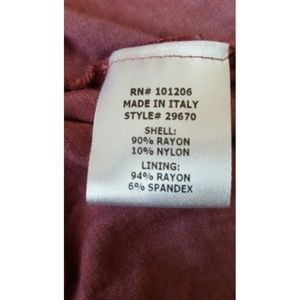 RN# 101206
MADE IN ITALY
STYLE# 29670
SHELL:
90% RAYON
10% NYLON
LINING:
94% RAYON
6% SPANDEX